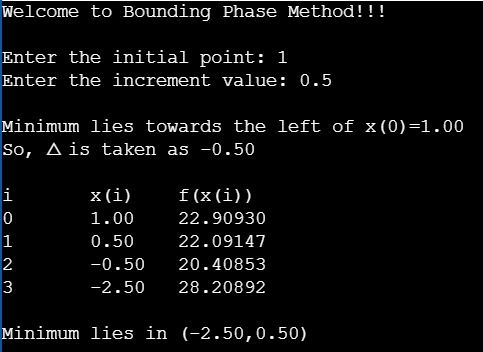 Welcome to Bounding Phase Method!!!
Enter the initial point: 1
Enter the increment value: 0.5
Minimum lies towards the left of x(0)=1.00
So, Δ is taken as -0.50
i x(i) f(x(i))
0 1.00 22.90930
1 0.50 22.09147
2 -0.50 20.40853
3 -2.50 28.20892
Minimum lies in (-2.50,0.50)